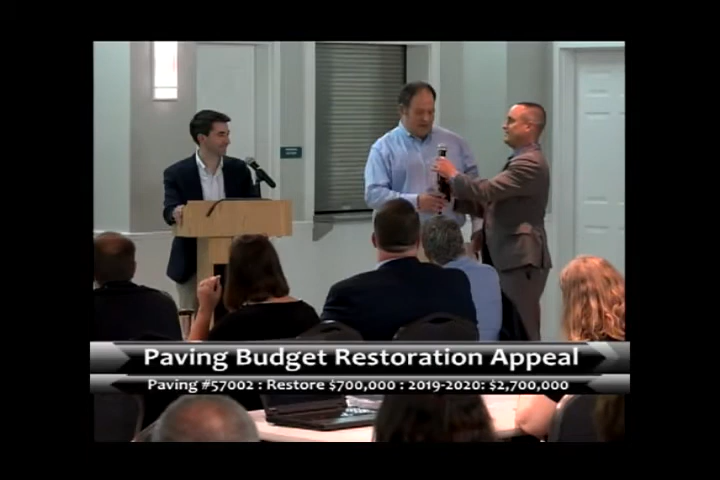 Paving Budget Restoration Appeal
Paving #57002 : Restore $700,000 : 2019-2020: $2,700,000